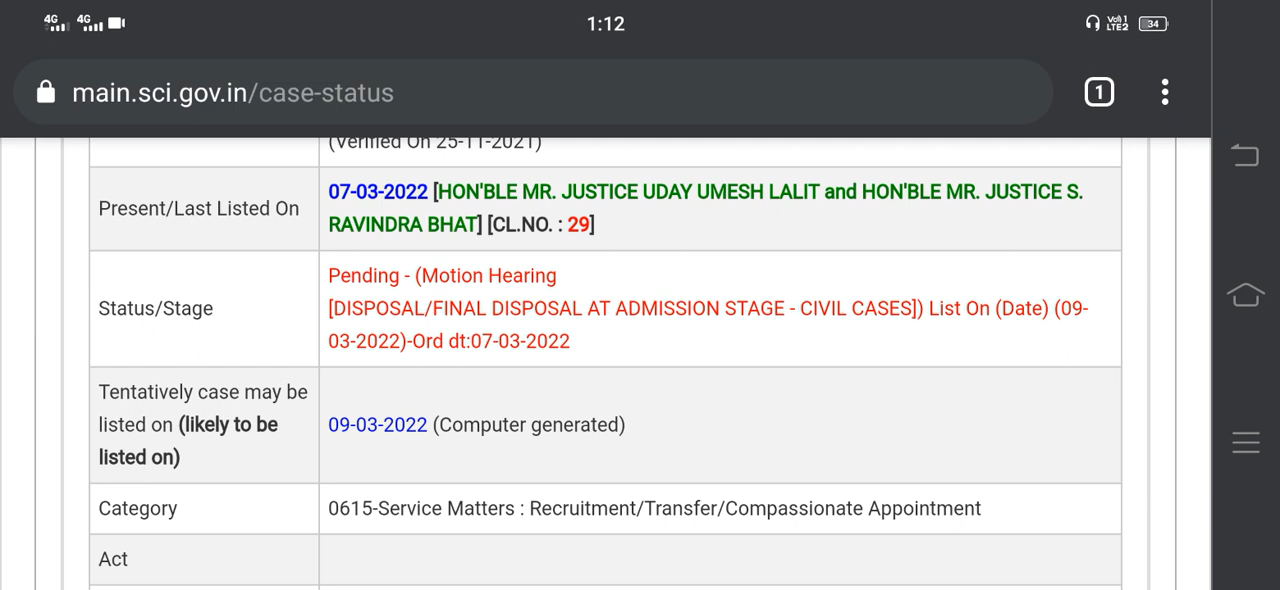 4G 4G 1:12 Vo) 1 LTE2 34
main.sci.gov.in/case-status 1
(Verified On 25-11-2021)
Present/Last Listed On
07-03-2022 [HON'BLE MR. JUSTICE UDAY UMESH LALIT and HON'BLE MR. JUSTICE S.
RAVINDRA BHAT] [CL.NO. : 29]
Status/Stage
Pending - (Motion Hearing
[DISPOSAL/FINAL DISPOSAL AT ADMISSION STAGE - CIVIL CASES]) List On (Date) (09-
03-2022)-Ord dt:07-03-2022
Tentatively case may be
listed on (likely to be
listed on)
09-03-2022 (Computer generated)
Category
0615-Service Matters : Recruitment/Transfer/Compassionate Appointment
Act